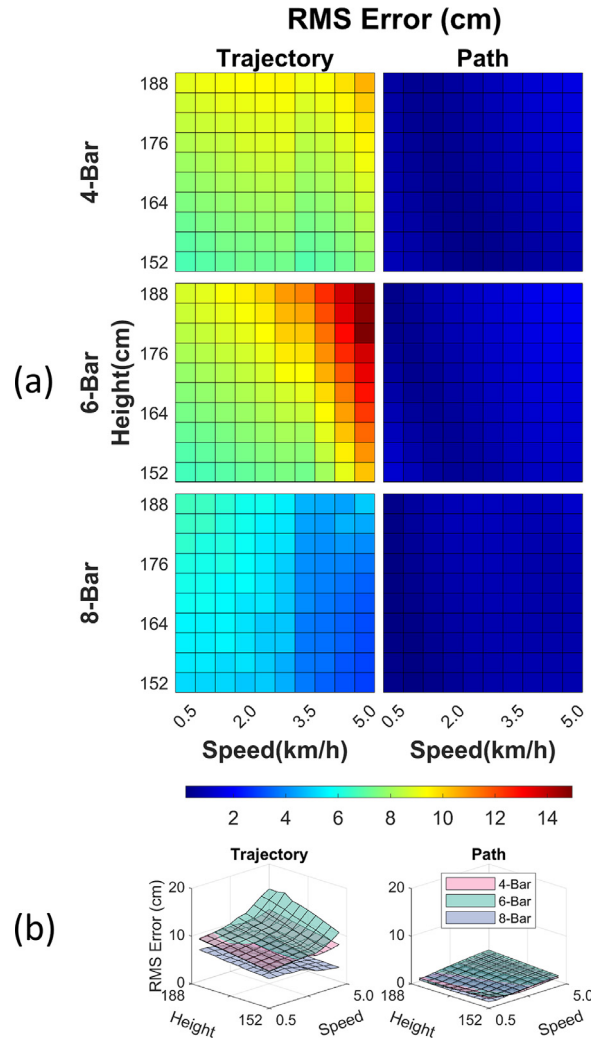 RMS Error (cm)
Trajectory Path
4-Bar
188
176
164
152
(a)
Height(cm)
6-Bar
188
176
164
152
8-Bar
188
176
164
152
0.5 2.0 3.5 5.0 0.5 2.0 3.5 5.0
Speed(km/h) Speed(km/h)
2 4 6 8 10 12 14
(b)
Trajectory Path
RMS Error (cm)
20
10
0
188
Height
152
0.5
Speed
5.0
20
10
0
4-Bar
6-Bar
8-Bar
188
Height
152
0.5
Speed
5.0